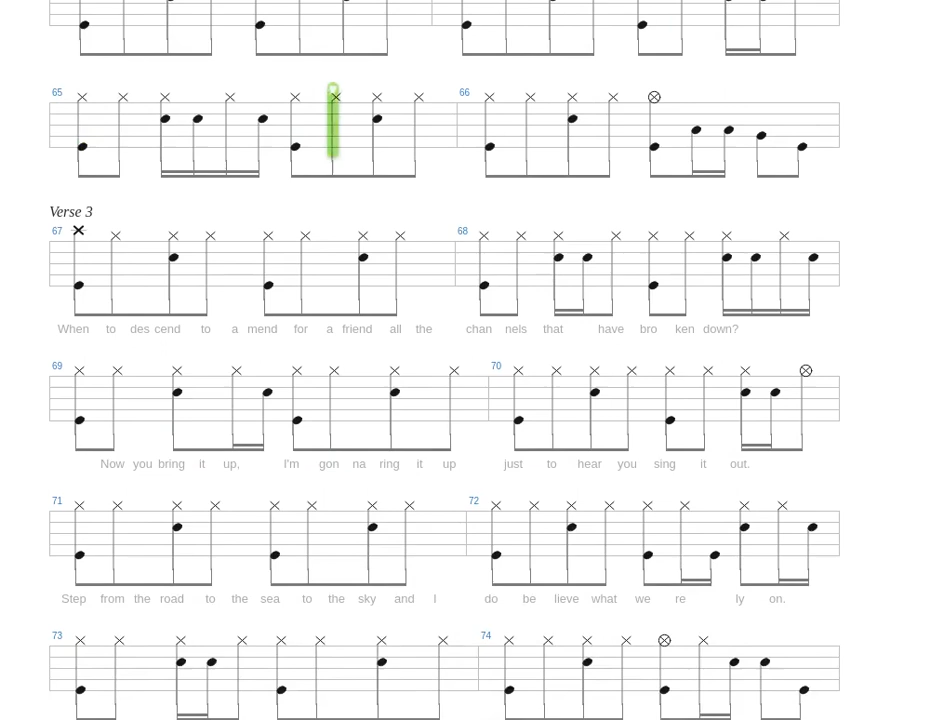 65 66
Verse 3
67 68
When to des cend to a mend for a friend all the chan nels that have bro ken down?
69 70
Now you bring it up, I'm gon na ring it up just to hear you sing it out.
71 72
Step from the road to the sea to the sky and I do be lieve what we re ly on.
73 74